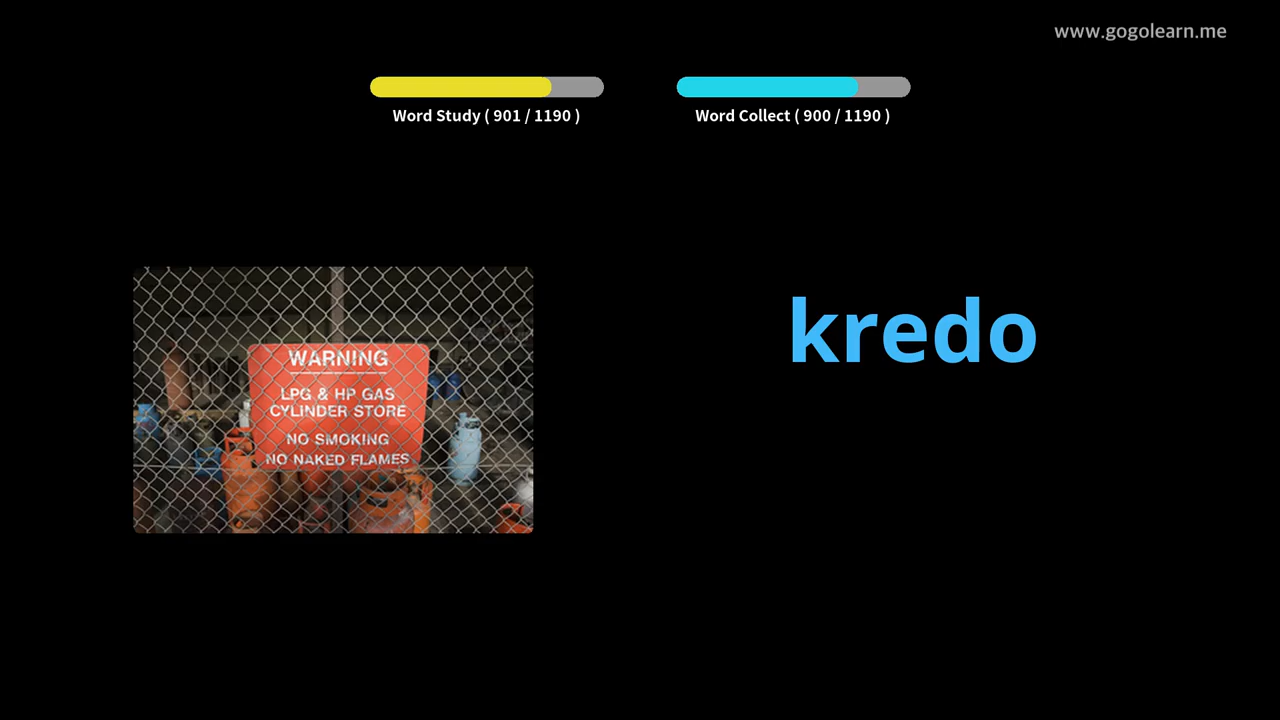 www.gogolearn.me
Word Study ( 901 / 1190 )
Word Collect ( 900 / 1190 )
WARNING
LPG & HP GAS
CYLINDER STORE
NO SMOKING
NO NAKED FLAMES
kredo